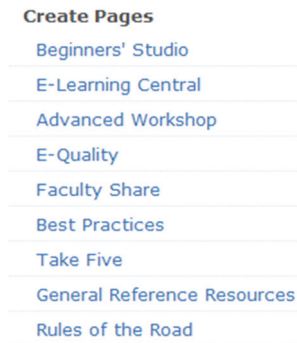 Create Pages
Beginners' Studio
E-Learning Central
Advanced Workshop
E-Quality
Faculty Share
Best Practices
Take Five
General Reference Resources
Rules of the Road